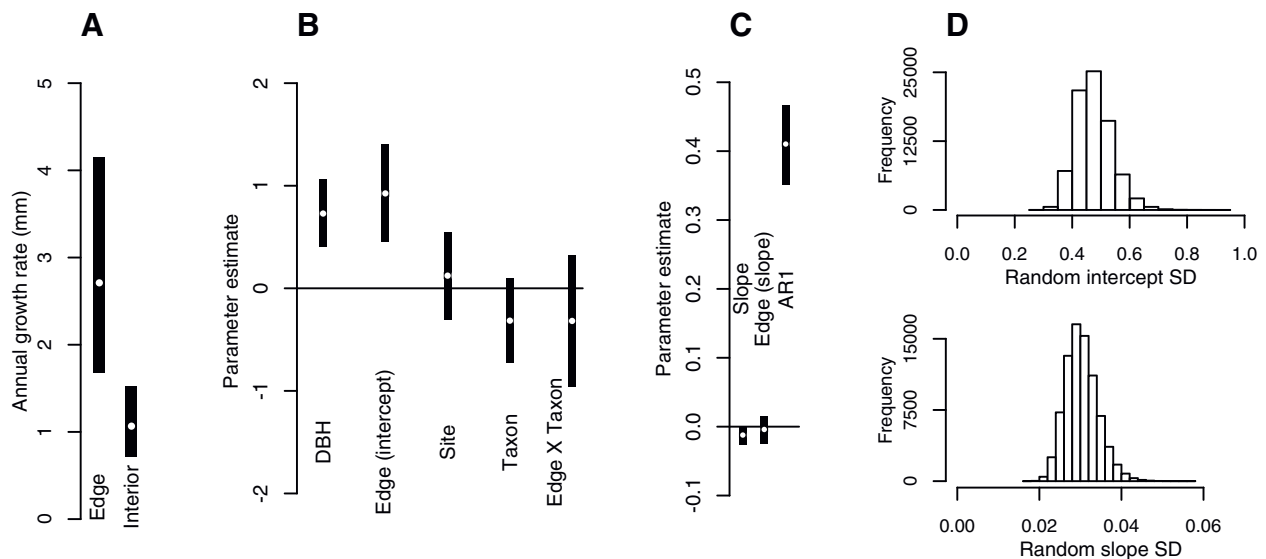 A
B
C
D
Annual growth rate (mm)
0
1
2
3
4
5
Edge
Interior
Parameter estimate
-2
-1
0
1
2
DBH
Edge (intercept)
Site
Taxon
Edge X Taxon
Parameter estimate
-0.1
0.0
0.1
0.2
0.3
0.4
0.5
Slope
Edge (slope)
AR1
Frequency
0
12500
25000
0.0 0.2 0.4 0.6 0.8 1.0
Random intercept SD
Frequency
0
7500
15000
0.00 0.02 0.04 0.06
Random slope SD